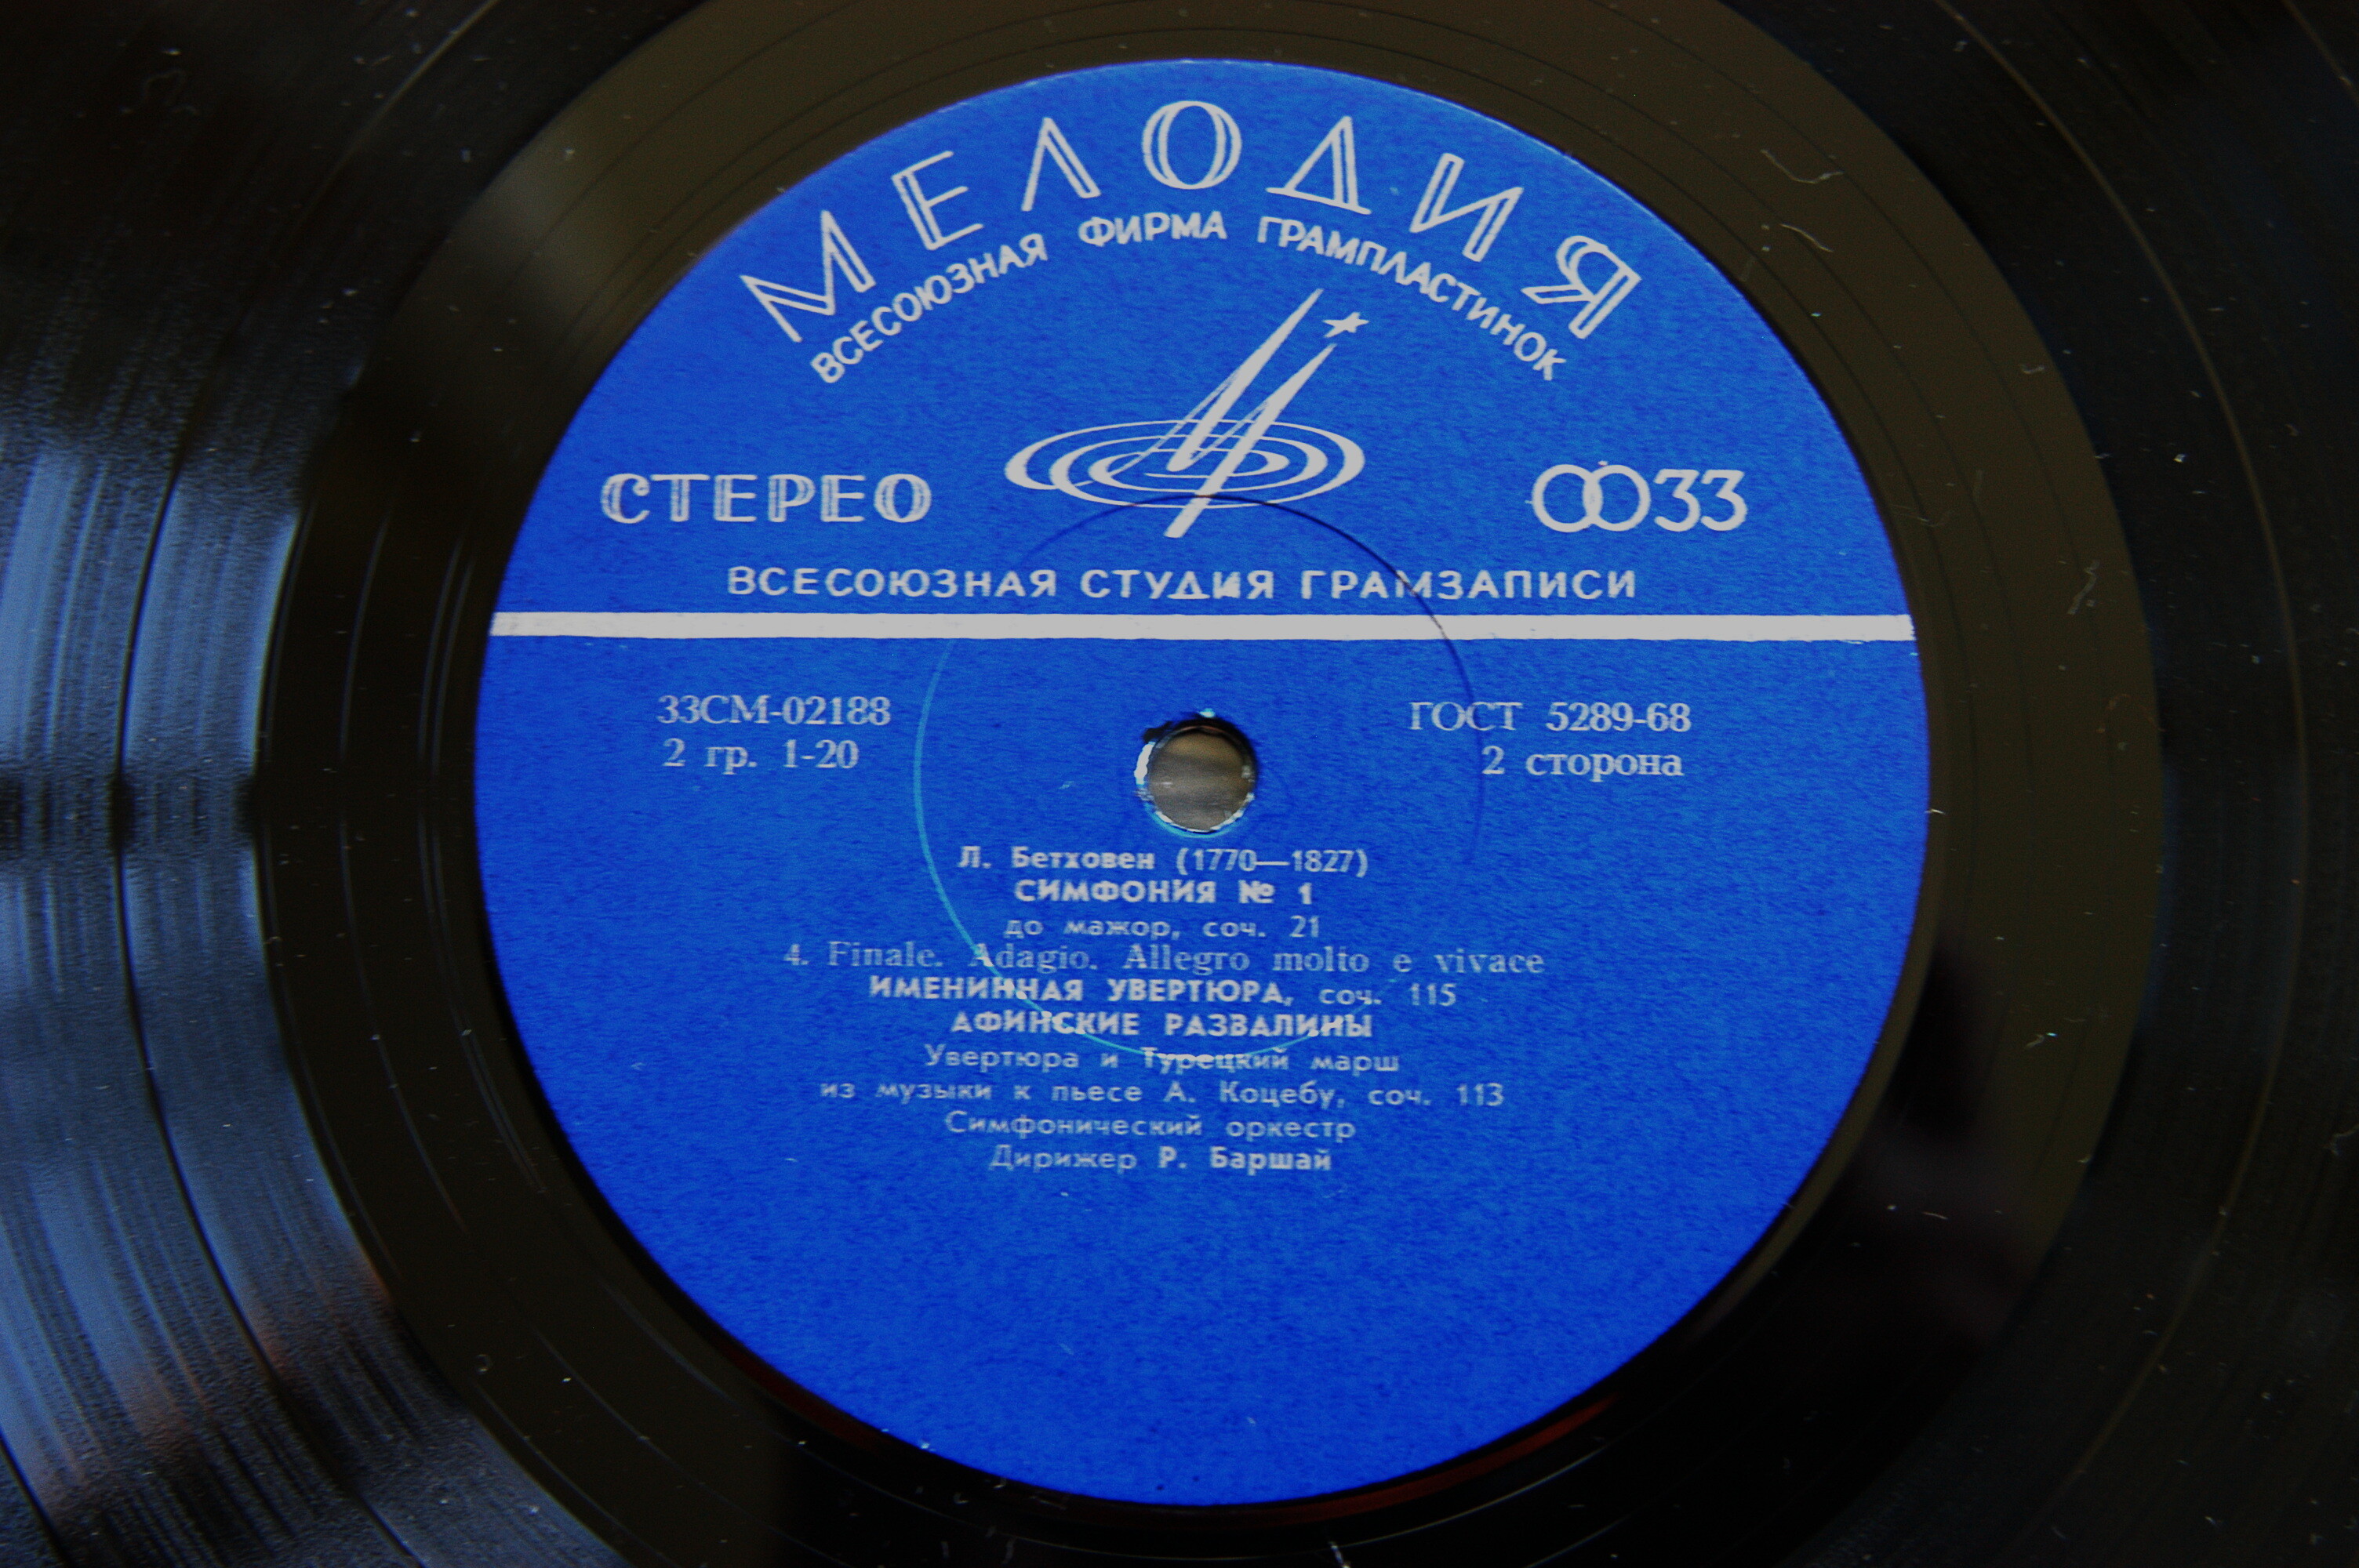 МЕЛОДИЯ
ВСЕСОЮЗНАЯ ФИРМА ГРАМПЛАСТИНОК
СТЕРЕО
33
ВСЕСОЮЗНАЯ СТУДИЯ ГРАМЗАПИСИ
33СМ-02188
ГОСТ 5289-68
2 гр. 1-20
2 сторона
Л. Бетховен (1770—1827)
СИМФОНИЯ № 1
до мажор, соч. 21
4. Finale. Adagio. Allegro molto e vivace
ИМЕНИННАЯ УВЕРТЮРА, соч. 115
АФИНСКИЕ РАЗВАЛИНЫ
Увертюра и Турецкий марш
из музыки к пьесе А. Коцебу, соч. 113
Симфонический оркестр
Дирижер Р. Баршай